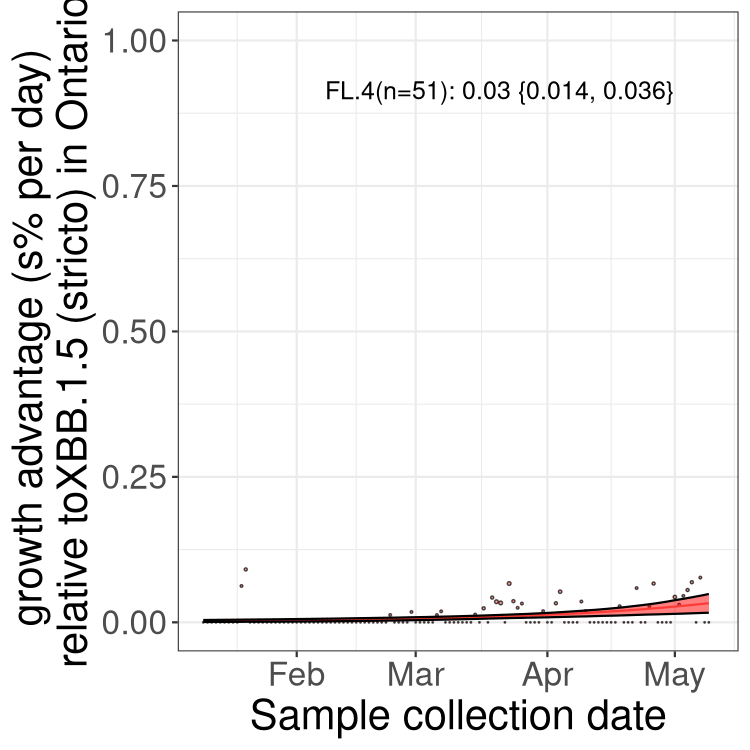 growth advantage (s% per day)
relative toXBB.1.5 (stricto) in Ontario
1.00
0.75
0.50
0.25
0.00
FL.4(n=51): 0.03 {0.014, 0.036}
Feb Mar Apr May
Sample collection date